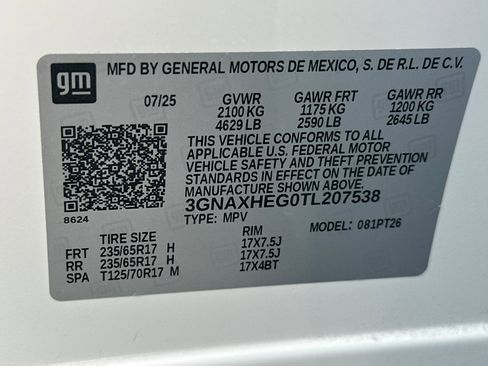 gm
MFD BY GENERAL MOTORS DE MEXICO, S. DE R.L. DE C.V.
07/25 GVWR GAWR FRT GAWR RR
2100 KG 1175 KG 1200 KG
4629 LB 2590 LB 2645 LB
THIS VEHICLE CONFORMS TO ALL
APPLICABLE U.S. FEDERAL MOTOR
VEHICLE SAFETY AND THEFT PREVENTION
STANDARDS IN EFFECT ON THE DATE OF
MANUFACTURE SHOWN ABOVE.
3GNAXHEG0TL207538
8624 TYPE: MPV MODEL: 081PT26
TIRE SIZE RIM
FRT 235/65R17 H 17X7.5J
RR 235/65R17 H 17X7.5J
SPA T125/70R17 M 17X4BT